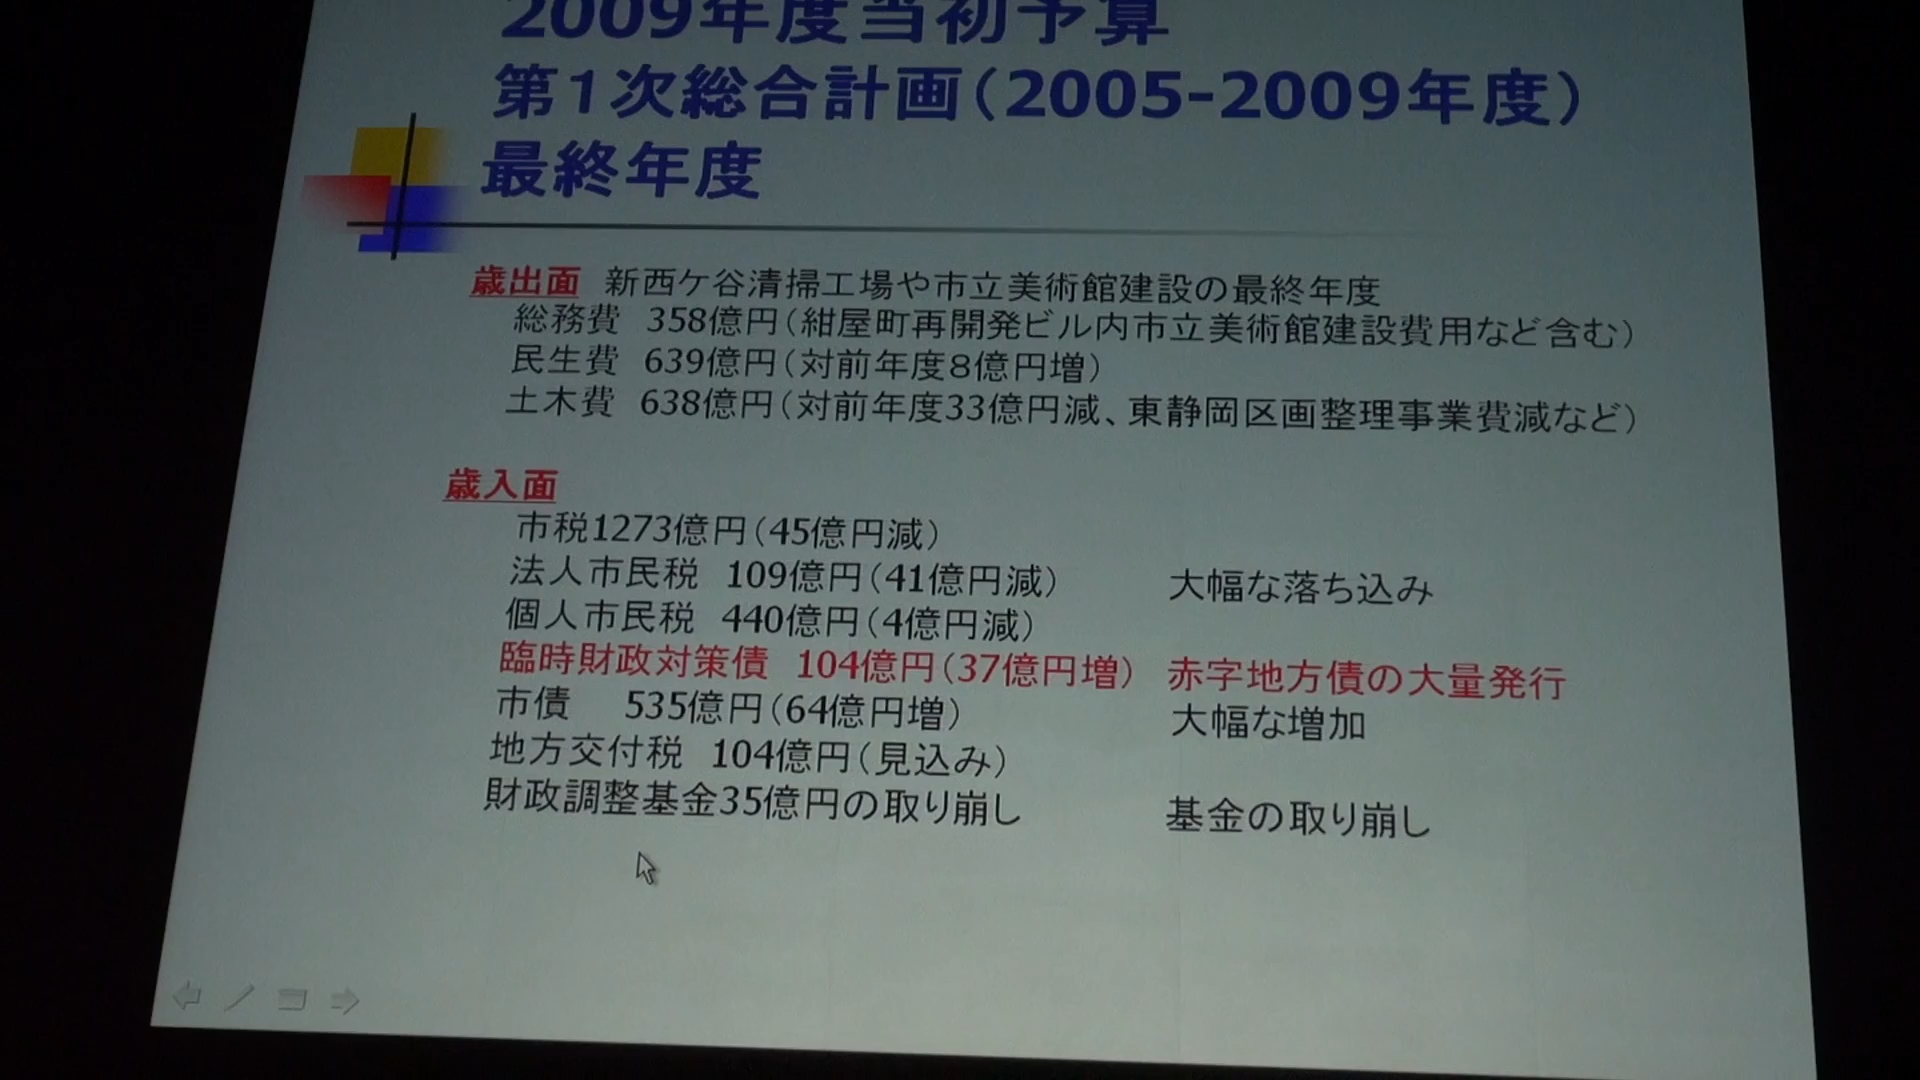 2009年度当初予算
第1次総合計画(2005-2009年度)
最終年度
歳出面 新西ケ谷清掃工場や市立美術館建設の最終年度
総務費 358億円(紺屋町再開発ビル内市立美術館建設費用など含む)
民生費 639億円(対前年度8億円増)
土木費 638億円(対前年度33億円減、東静岡区画整理事業費減など)
歳入面
市税1273億円(45億円減)
法人市民税 109億円(41億円減) 大幅な落ち込み
個人市民税 440億円(4億円減)
臨時財政対策債 104億円(37億円増) 赤字地方債の大量発行
市債 535億円(64億円増) 大幅な増加
地方交付税 104億円(見込み)
財政調整基金35億円の取り崩し 基金の取り崩し